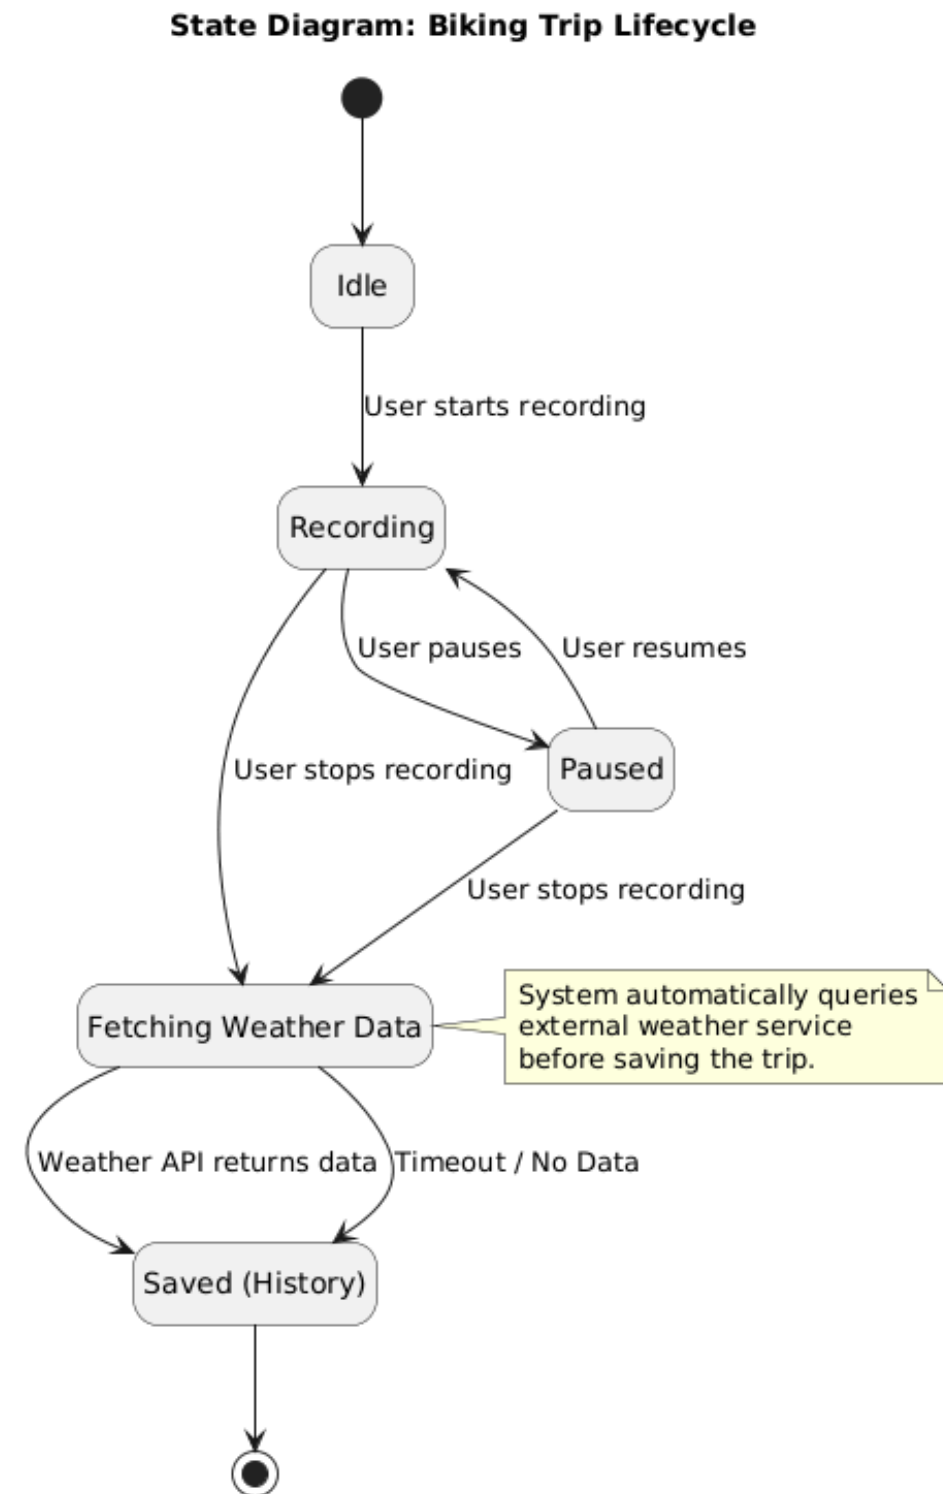 State Diagram: Biking Trip Lifecycle
Idle
User starts recording
Recording
User pauses
User resumes
User stops recording
Paused
User stops recording
Fetching Weather Data
System automatically queries
external weather service
before saving the trip.
Weather API returns data
Timeout / No Data
Saved (History)